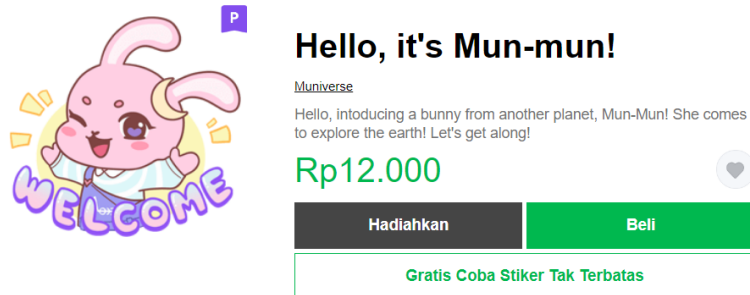 P
WELCOME
Hello, it's Mun-mun!
Muniverse
Hello, intoducing a bunny from another planet, Mun-Mun! She comes
to explore the earth! Let's get along!
Rp12.000
Hadiahkan
Beli
Gratis Coba Stiker Tak Terbatas